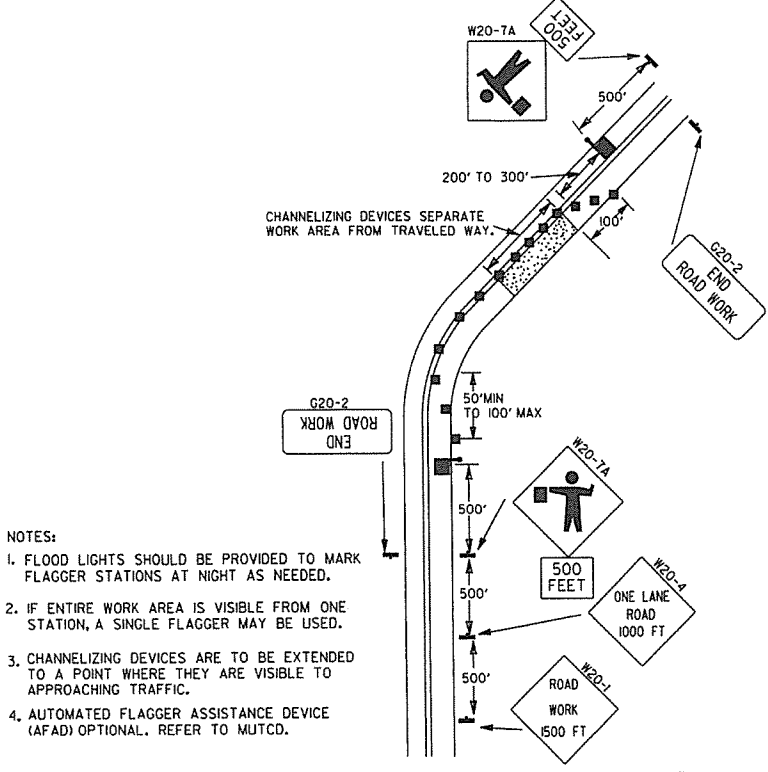 W20-7A
500
FEET
500'
200' TO 300'
CHANNELIZING DEVICES SEPARATE
WORK AREA FROM TRAVELED WAY.
100'
G20-2
END
ROAD WORK
50'MIN
TO 100' MAX
G20-2
END
ROAD WORK
W20-7A
500'
500
FEET
500'
W20-4
ONE LANE
ROAD
1000 FT
500'
W20-1
ROAD
WORK
1500 FT
NOTES:
1. FLOOD LIGHTS SHOULD BE PROVIDED TO MARK
FLAGGER STATIONS AT NIGHT AS NEEDED.
2. IF ENTIRE WORK AREA IS VISIBLE FROM ONE
STATION, A SINGLE FLAGGER MAY BE USED.
3. CHANNELIZING DEVICES ARE TO BE EXTENDED
TO A POINT WHERE THEY ARE VISIBLE TO
APPROACHING TRAFFIC.
4. AUTOMATED FLAGGER ASSISTANCE DEVICE
(AFAD) OPTIONAL. REFER TO MUTCD.